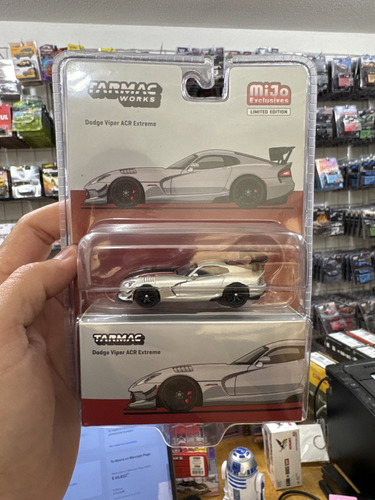 TARMAC
WORKS
MiJo
Exclusives
LIMITED EDITION
Dodge Viper ACR Extreme
TARMAC
Dodge Viper ACR Extreme